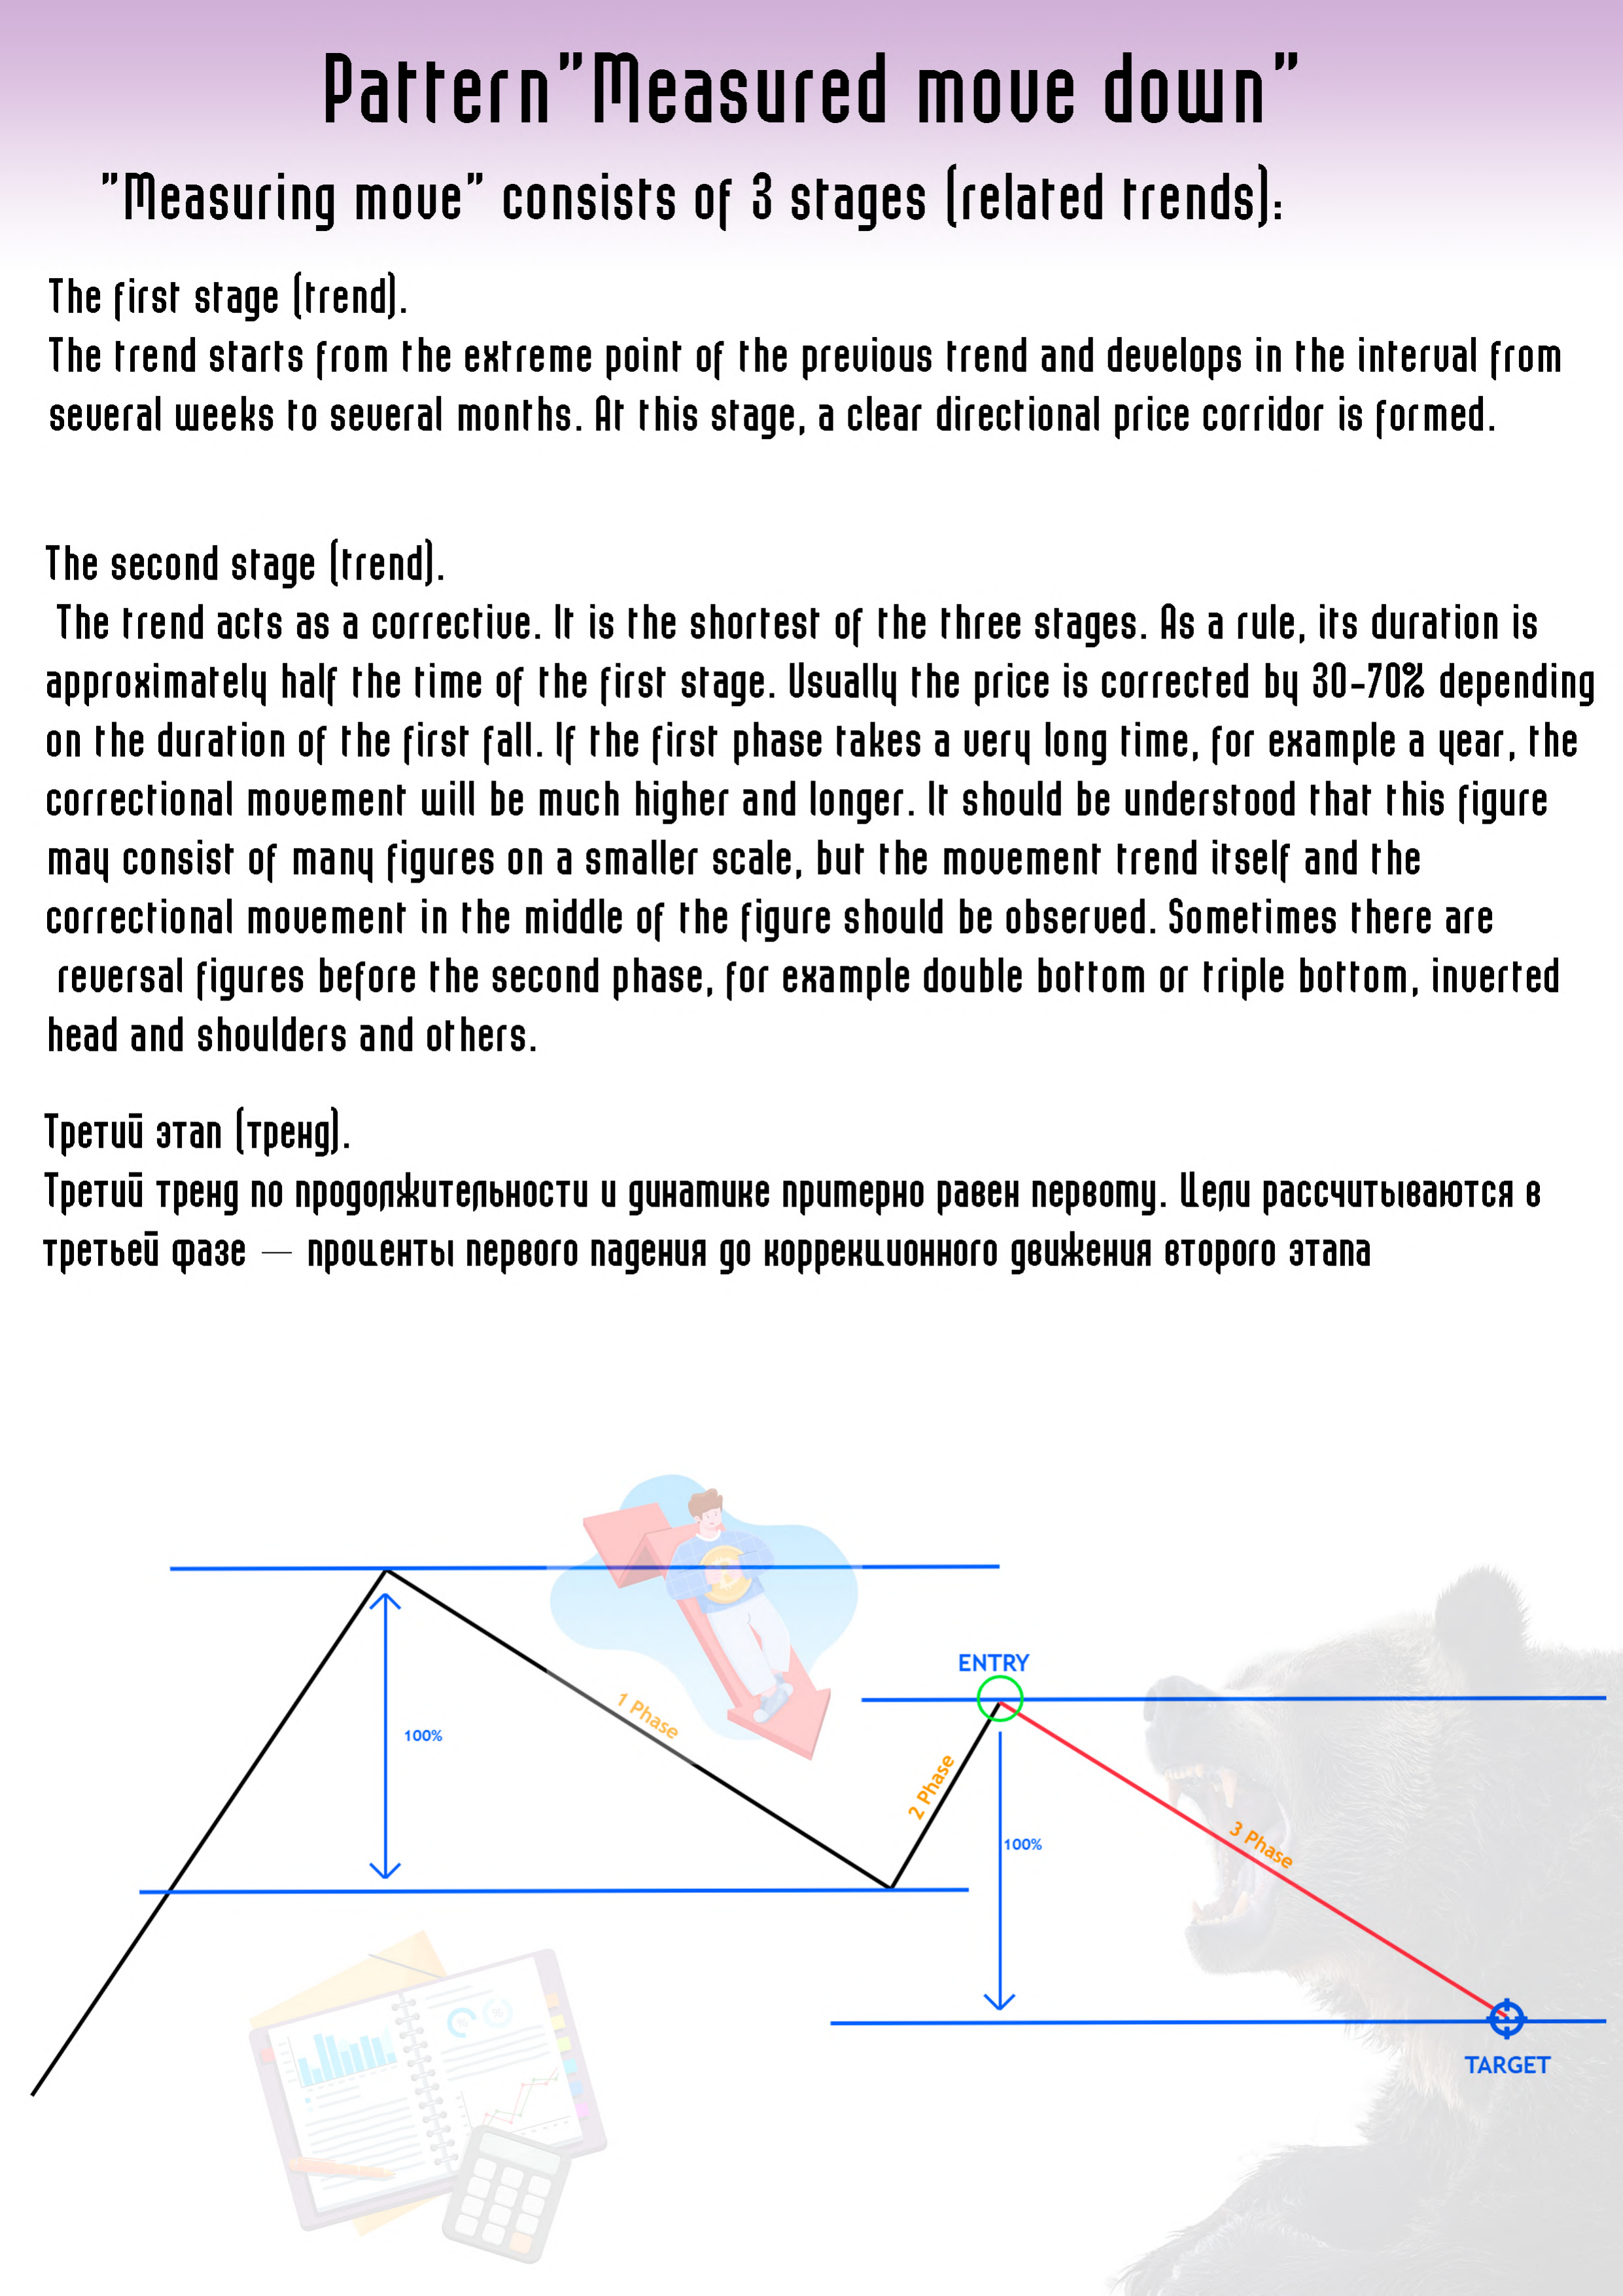 Pattern"Measured move down"
"Measuring move" consists of 3 stages (related trends):
The first stage (trend).
The trend starts from the extreme point of the previous trend and develops in the interval from
several weeks to several months. At this stage, a clear directional price corridor is formed.
The second stage (trend).
The trend acts as a corrective. It is the shortest of the three stages. As a rule, its duration is
approximately half the time of the first stage. Usually the price is corrected by 30-70% depending
on the duration of the first fall. If the first phase takes a very long time, for example a year, the
correctional movement will be much higher and longer. It should be understood that this figure
may consist of many figures on a smaller scale, but the movement trend itself and the
correctional movement in the middle of the figure should be observed. Sometimes there are
reversal figures before the second phase, for example double bottom or triple bottom, inverted
head and shoulders and others.
Третий этап (тренд).
Третий тренд по продолжительности и динамике примерно равен первому. Цели рассчитываются в
третьей фазе — проценты первого падения до коррекционного движения второго этапа
ENTRY
1 Phase
100%
2 Phase
100%
3 Phase
TARGET